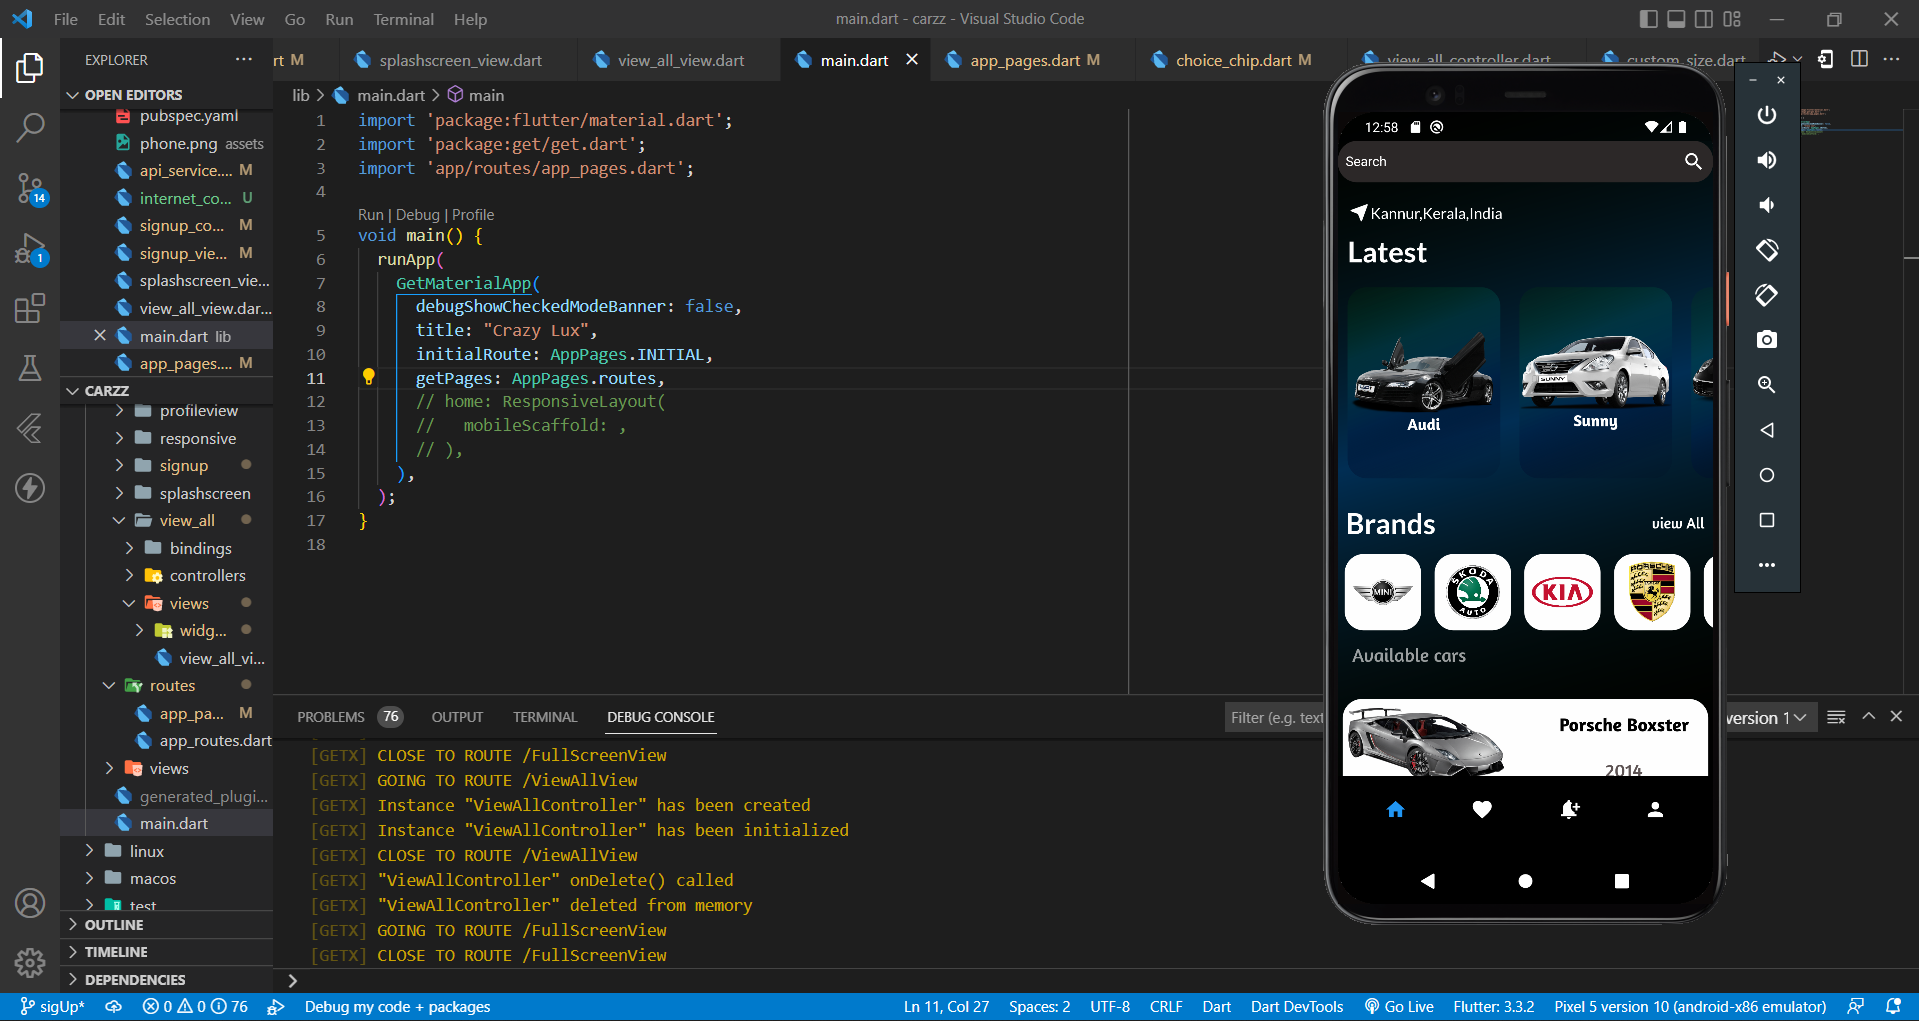 File Edit Selection View Go Run Terminal Help
main.dart - carzz - Visual Studio Code
EXPLORER
OPEN EDITORS
pubspec.yaml
phone.png assets
api_service.... M
internet_co... U
signup_co... M
signup_vie... M
splashscreen_vie...
view_all_view.dar...
main.dart lib
app_pages.... M
CARZZ
profileview
responsive
signup
splashscreen
view_all
bindings
controllers
views
widg...
view_all_vi...
routes
app_pa... M
app_routes.dart
views
generated_plugi...
main.dart
linux
macos
test
OUTLINE
TIMELINE
DEPENDENCIES
14
1
rt M
splashscreen_view.dart
view_all_view.dart
main.dart
app_pages.dart M
choice_chip.dart M
view_all_controller.dart
custom-size.dart
lib > main.dart > main
1 import 'package:flutter/material.dart';
2 import 'package:get/get.dart';
3 import 'app/routes/app_pages.dart';
4
Run | Debug | Profile
5 void main() {
6 runApp(
7 GetMaterialApp(
8 debugShowCheckedModeBanner: false,
9 title: "Crazy Lux",
10 initialRoute: AppPages.INITIAL,
11 getPages: AppPages.routes,
12 // home: ResponsiveLayout(
13 //   mobileScaffold: ,
14 // ),
15 ),
16 );
17 }
18
PROBLEMS 76 OUTPUT TERMINAL DEBUG CONSOLE
Filter (e.g. text
version 1
[GETX] CLOSE TO ROUTE /FullScreenView
[GETX] GOING TO ROUTE /ViewAllView
[GETX] Instance "ViewAllController" has been created
[GETX] Instance "ViewAllController" has been initialized
[GETX] CLOSE TO ROUTE /ViewAllView
[GETX] "ViewAllController" onDelete() called
[GETX] "ViewAllController" deleted from memory
[GETX] GOING TO ROUTE /FullScreenView
[GETX] CLOSE TO ROUTE /FullScreenView
12:58
Search
Kannur,Kerala,India
Latest
SUNNY
Audi
Sunny
Brands
view All
MINI
SKODA
AUTO
KIA
PORSCHE
Available cars
Porsche Boxster
2014
sigUp* 0 0 76 Debug my code + packages
Ln 11, Col 27 Spaces: 2 UTF-8 CRLF Dart Dart DevTools Go Live Flutter: 3.3.2 Pixel 5 version 10 (android-x86 emulator)